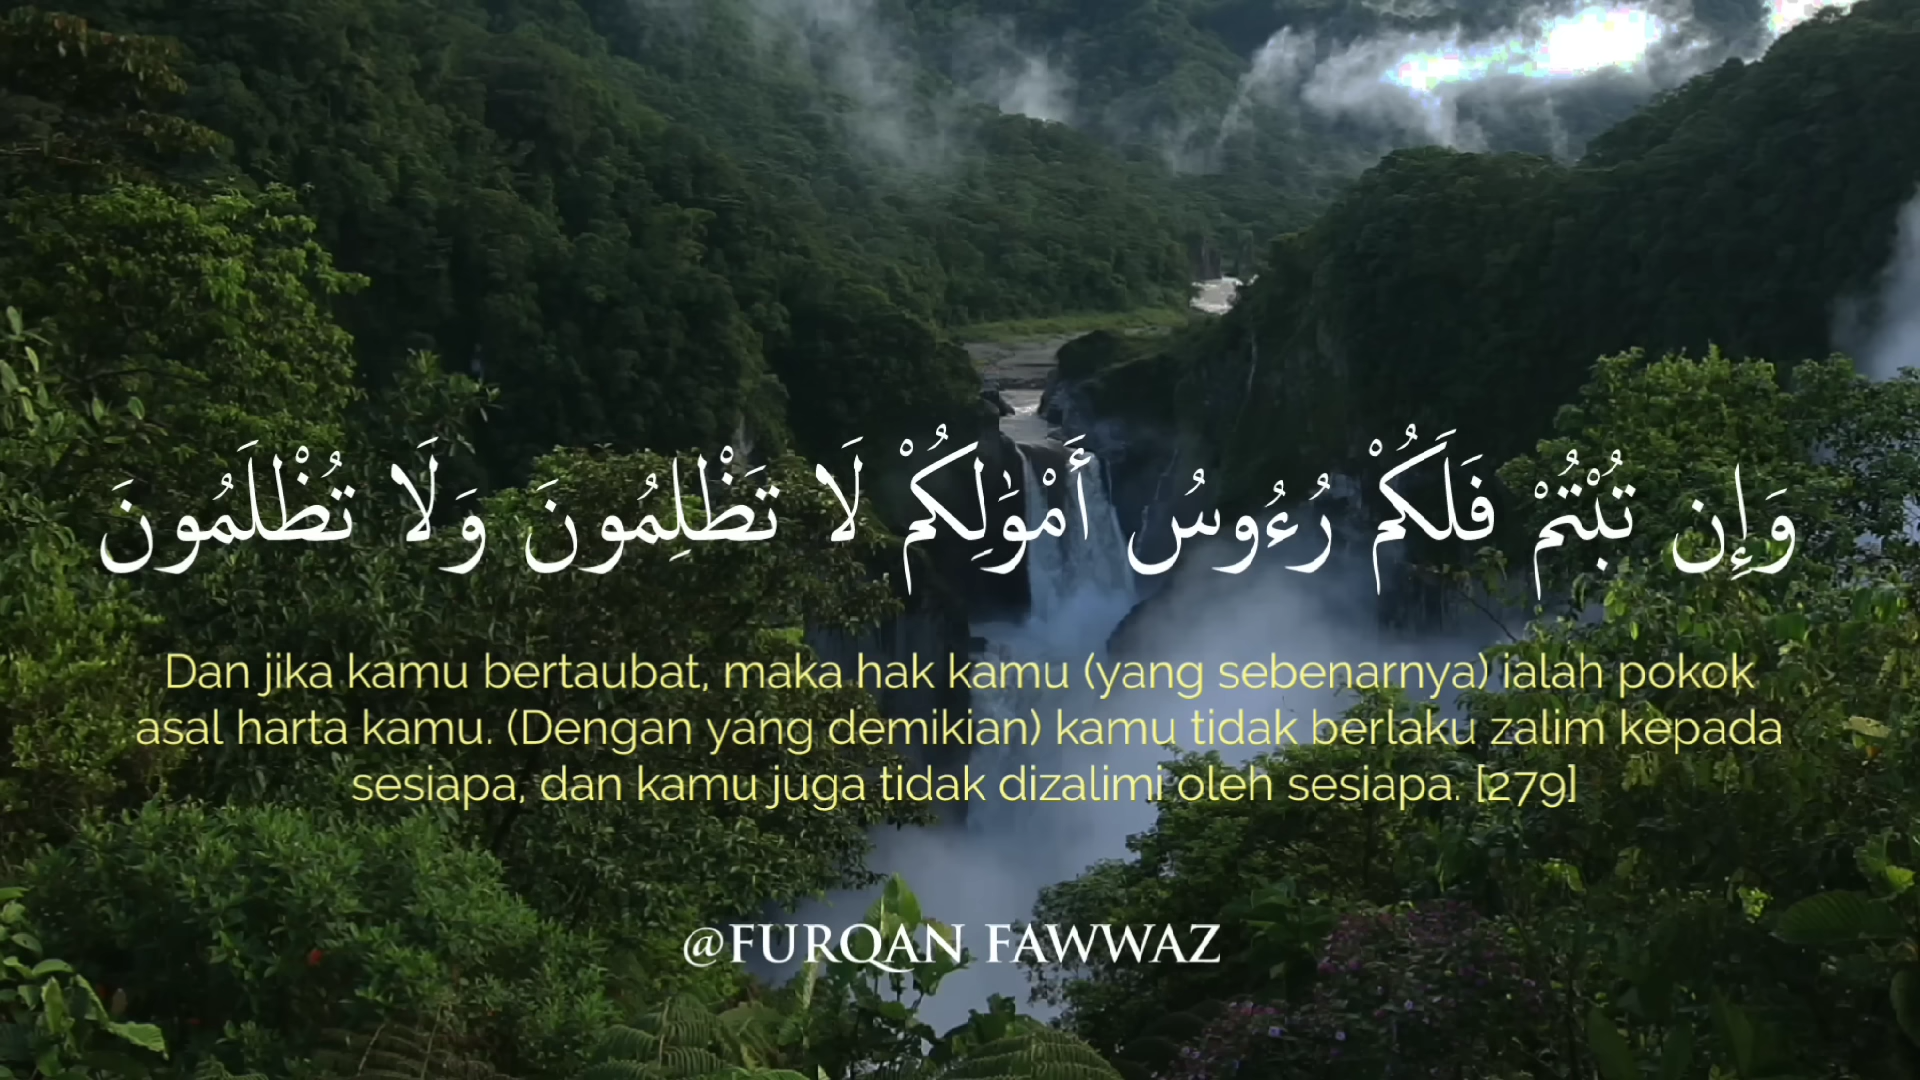 وَإِن تُبْتُمْ فَلَكُمْ رُءُوسُ أَمْوَٰلِكُمْ لَا تَظْلِمُونَ وَلَا تُظْلَمُونَ
Dan jika kamu bertaubat, maka hak kamu (yang sebenarnya) ialah pokok
asal harta kamu. (Dengan yang demikian) kamu tidak berlaku zalim kepada
sesiapa, dan kamu juga tidak dizalimi oleh sesiapa. [279]
@FURQAN FAWWAZ